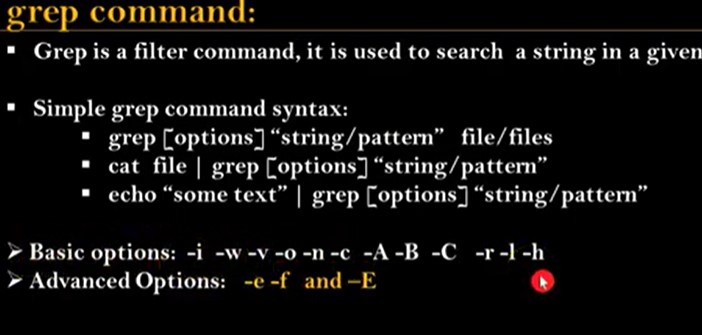 grep command:
▪ Grep is a filter command, it is used to search a string in a given
▪ Simple grep command syntax:
▪ grep [options] “string/pattern” file/files
▪ cat file | grep [options] “string/pattern”
▪ echo “some text” | grep [options] “string/pattern”
➢ Basic options: -i -w -v -o -n -c -A -B -C -r -l -h
➢ Advanced Options: -e -f and –E